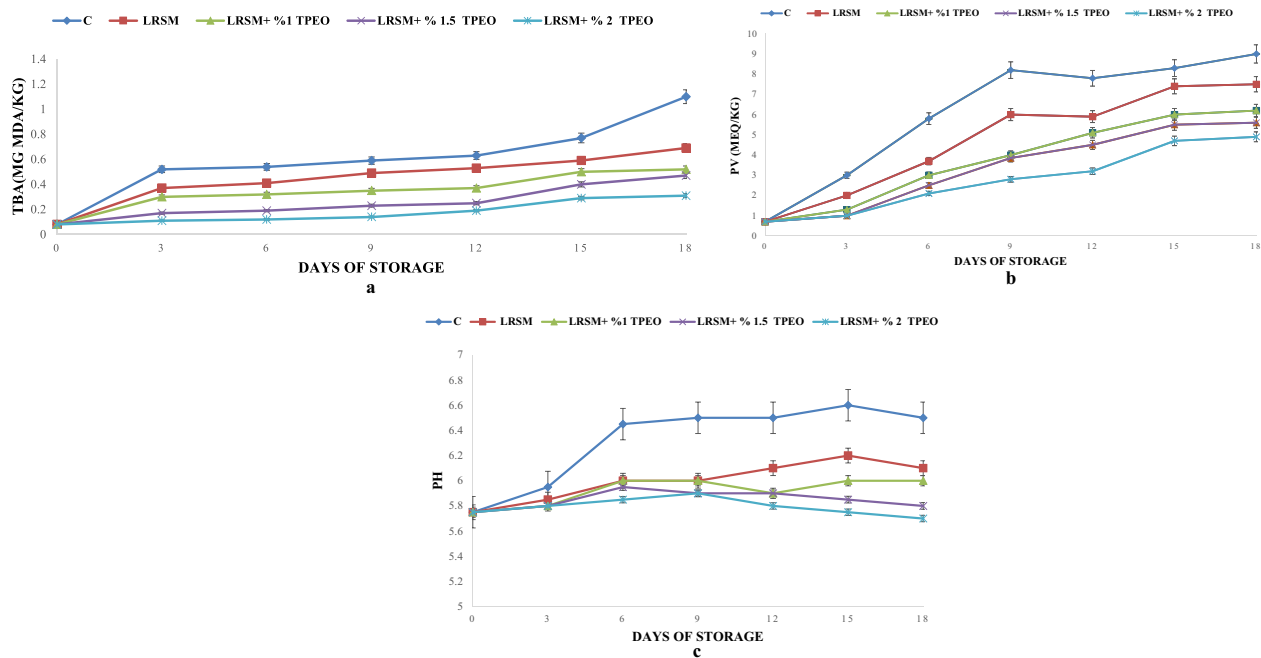 C LRSM LRSM+ %1 TPEO LRSM+ % 1.5 TPEO LRSM+ % 2 TPEO
TBA(MG MDA/KG)
1.4
1.2
1
0.8
0.6
0.4
0.2
0
0 3 6 9 12 15 18
DAYS OF STORAGE
a
C LRSM LRSM+ %1 TPEO LRSM+ % 1.5 TPEO LRSM+ % 2 TPEO
PV (MEQ/KG)
10
9
8
7
6
5
4
3
2
1
0
0 3 6 9 12 15 18
DAYS OF STORAGE
b
C LRSM LRSM+ %1 TPEO LRSM+ % 1.5 TPEO LRSM+ % 2 TPEO
PH
7
6.8
6.6
6.4
6.2
6
5.8
5.6
5.4
5.2
5
0 3 6 9 12 15 18
DAYS OF STORAGE
c